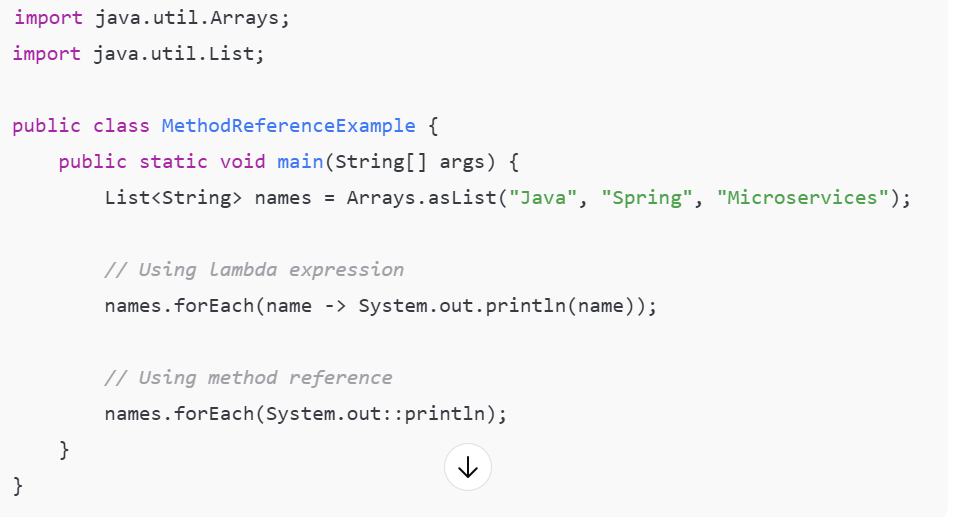 import java.util.Arrays;
import java.util.List;
public class MethodReferenceExample {
public static void main(String[] args) {
List<String> names = Arrays.asList("Java", "Spring", "Microservices");
// Using lambda expression
names.forEach(name -> System.out.println(name));
// Using method reference
names.forEach(System.out::println);
}
}